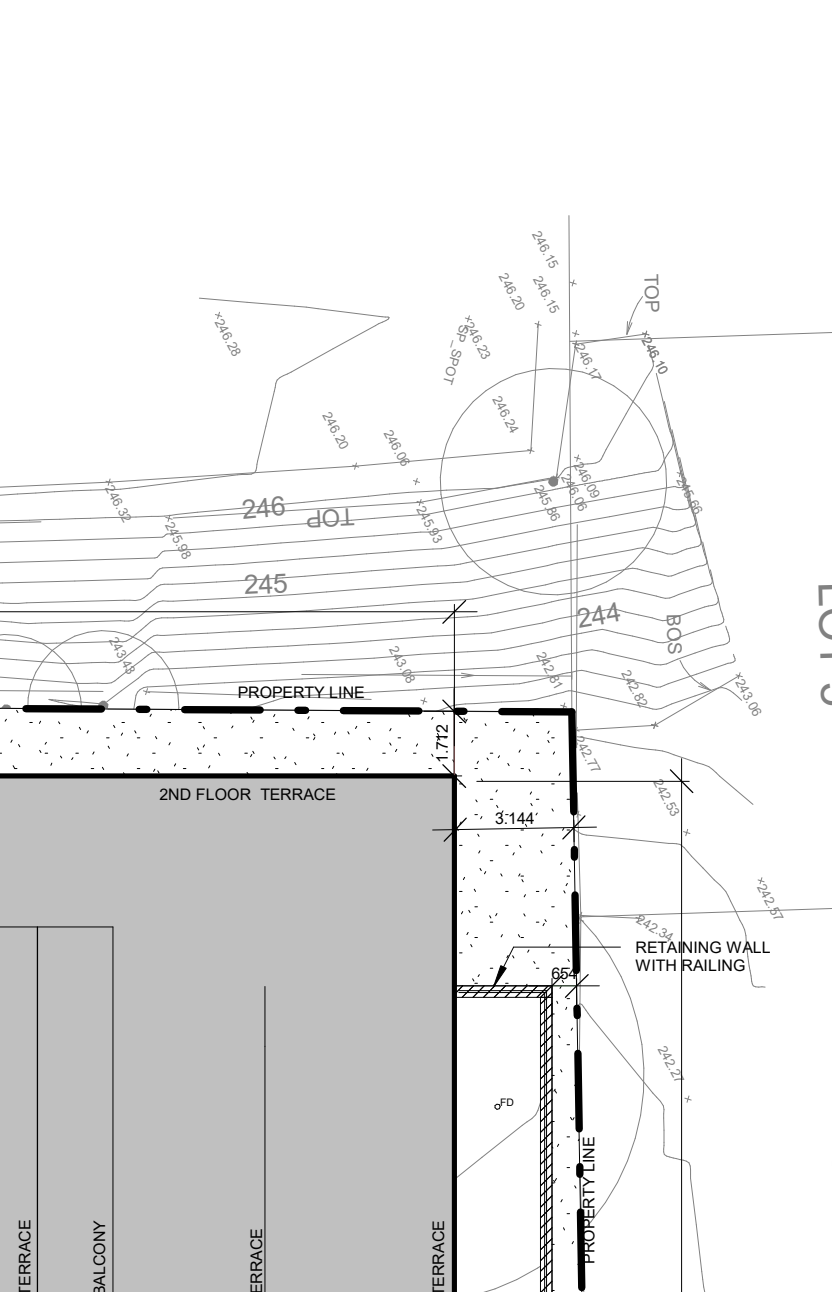 246.15
246.20
246.15
TOP
×246.28
×246.23
SP_SPOT
×246.17
×246.10
246.24
246.20
246.06
×246.32
×245.98
246
TOP
×245.93
×246.09
246.06
245.86
×245.66
245
244
BOS
243.43
243.08
242.81
242.82
×243.06
PROPERTY LINE
1.712
242.77
2ND FLOOR TERRACE
242.53
3.144
×242.57
242.34
RETAINING WALL
WITH RAILING
654
242.27
FD
PROPERTY LINE
TERRACE
BALCONY
ERRACE
TERRACE